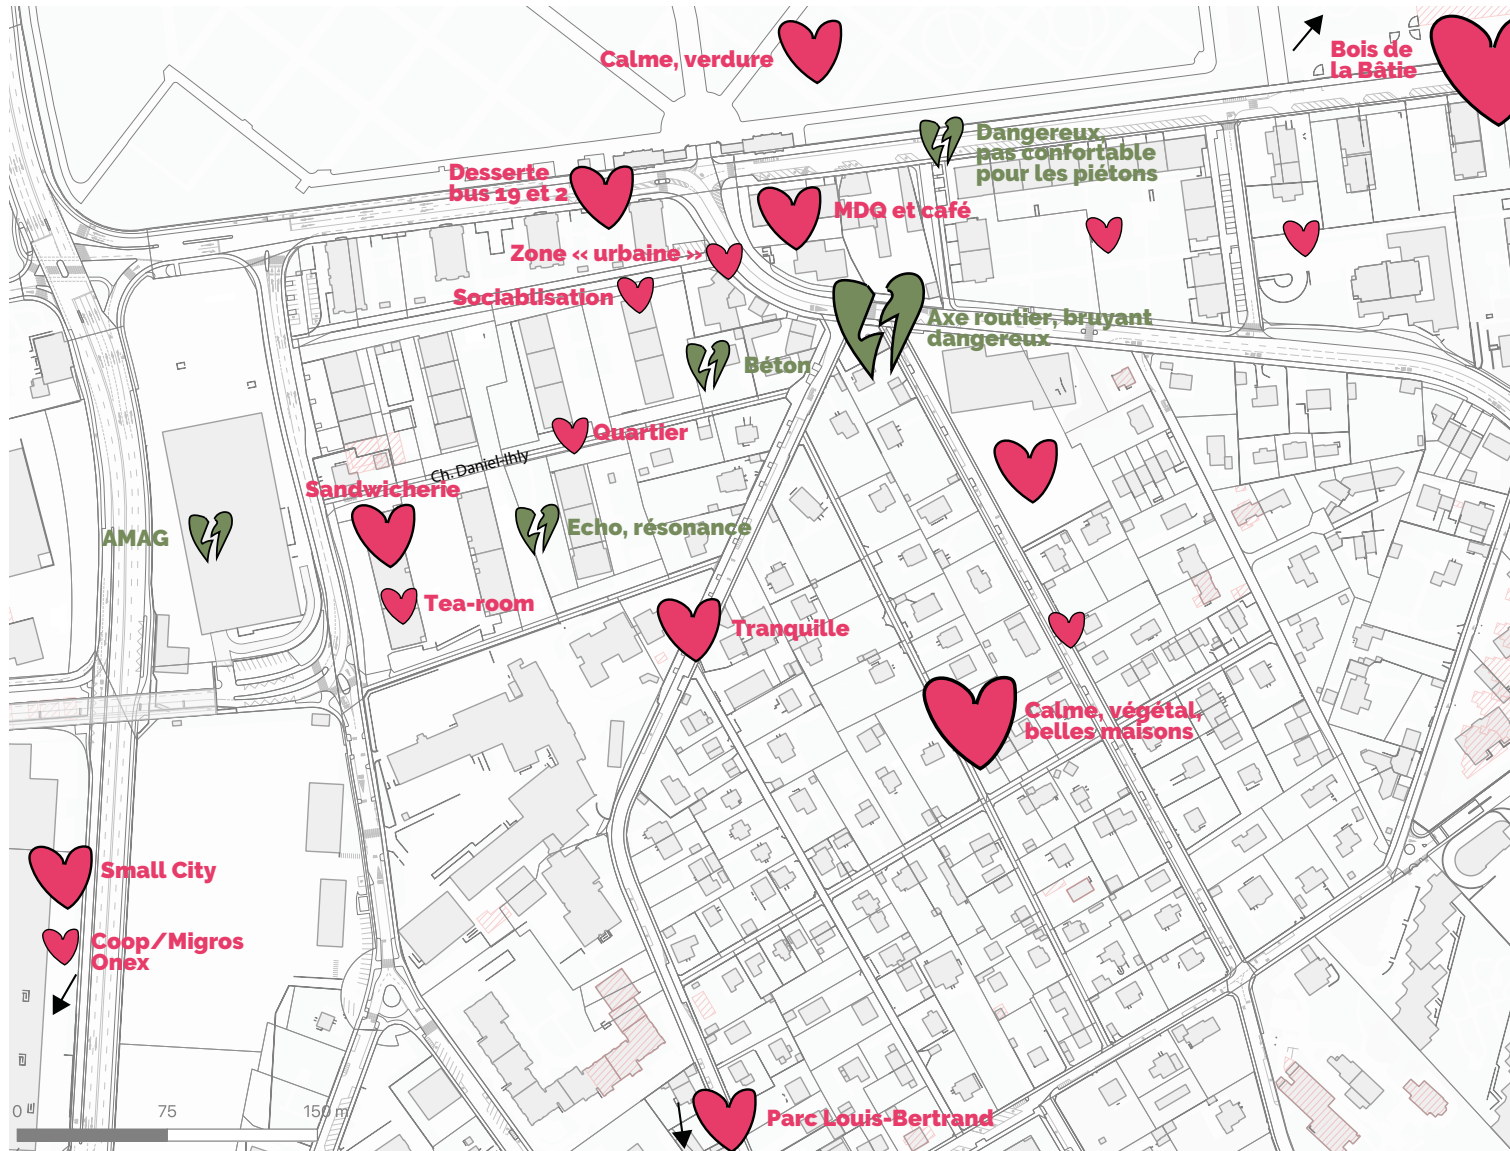 Calme, verdure
Bois de
la Bâtie
Dangereux,
pas confortable
pour les piétons
Desserte
bus 19 et 2
MDQ et café
Zone « urbaine »
Sociablisation
Axe routier, bruyant
dangereux
Béton
Quartier
Ch. Daniel-Ihly
Sandwicherie
AMAG
Echo, résonance
Tea-room
Tranquille
Calme, végétal,
belles maisons
Small City
Coop/Migros
Onex
0 75 150 m
Parc Louis-Bertrand